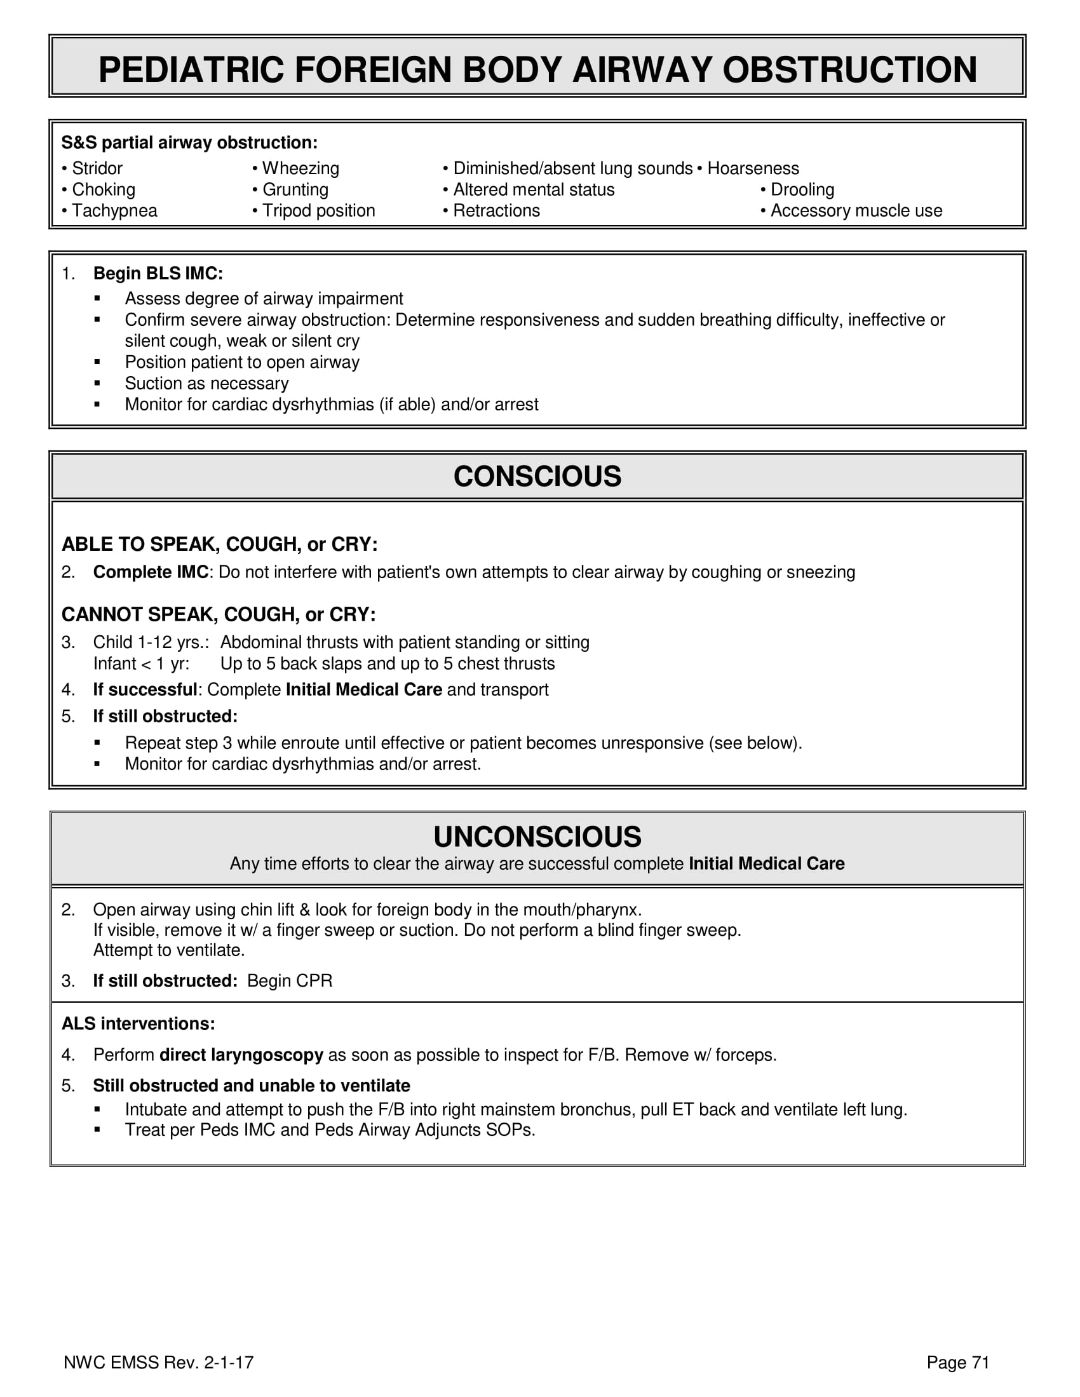 PEDIATRIC FOREIGN BODY AIRWAY OBSTRUCTION
S&S partial airway obstruction:
• Stridor • Wheezing • Diminished/absent lung sounds • Hoarseness
• Choking • Grunting • Altered mental status • Drooling
• Tachypnea • Tripod position • Retractions • Accessory muscle use
1. Begin BLS IMC:
▪ Assess degree of airway impairment
▪ Confirm severe airway obstruction: Determine responsiveness and sudden breathing difficulty, ineffective or
silent cough, weak or silent cry
▪ Position patient to open airway
▪ Suction as necessary
▪ Monitor for cardiac dysrhythmias (if able) and/or arrest
CONSCIOUS
ABLE TO SPEAK, COUGH, or CRY:
2. Complete IMC: Do not interfere with patient's own attempts to clear airway by coughing or sneezing
CANNOT SPEAK, COUGH, or CRY:
3. Child 1-12 yrs.: Abdominal thrusts with patient standing or sitting
Infant < 1 yr: Up to 5 back slaps and up to 5 chest thrusts
4. If successful: Complete Initial Medical Care and transport
5. If still obstructed:
▪ Repeat step 3 while enroute until effective or patient becomes unresponsive (see below).
▪ Monitor for cardiac dysrhythmias and/or arrest.
UNCONSCIOUS
Any time efforts to clear the airway are successful complete Initial Medical Care
2. Open airway using chin lift & look for foreign body in the mouth/pharynx.
If visible, remove it w/ a finger sweep or suction. Do not perform a blind finger sweep.
Attempt to ventilate.
3. If still obstructed: Begin CPR
ALS interventions:
4. Perform direct laryngoscopy as soon as possible to inspect for F/B. Remove w/ forceps.
5. Still obstructed and unable to ventilate
▪ Intubate and attempt to push the F/B into right mainstem bronchus, pull ET back and ventilate left lung.
▪ Treat per Peds IMC and Peds Airway Adjuncts SOPs.
NWC EMSS Rev. 2-1-17 Page 71